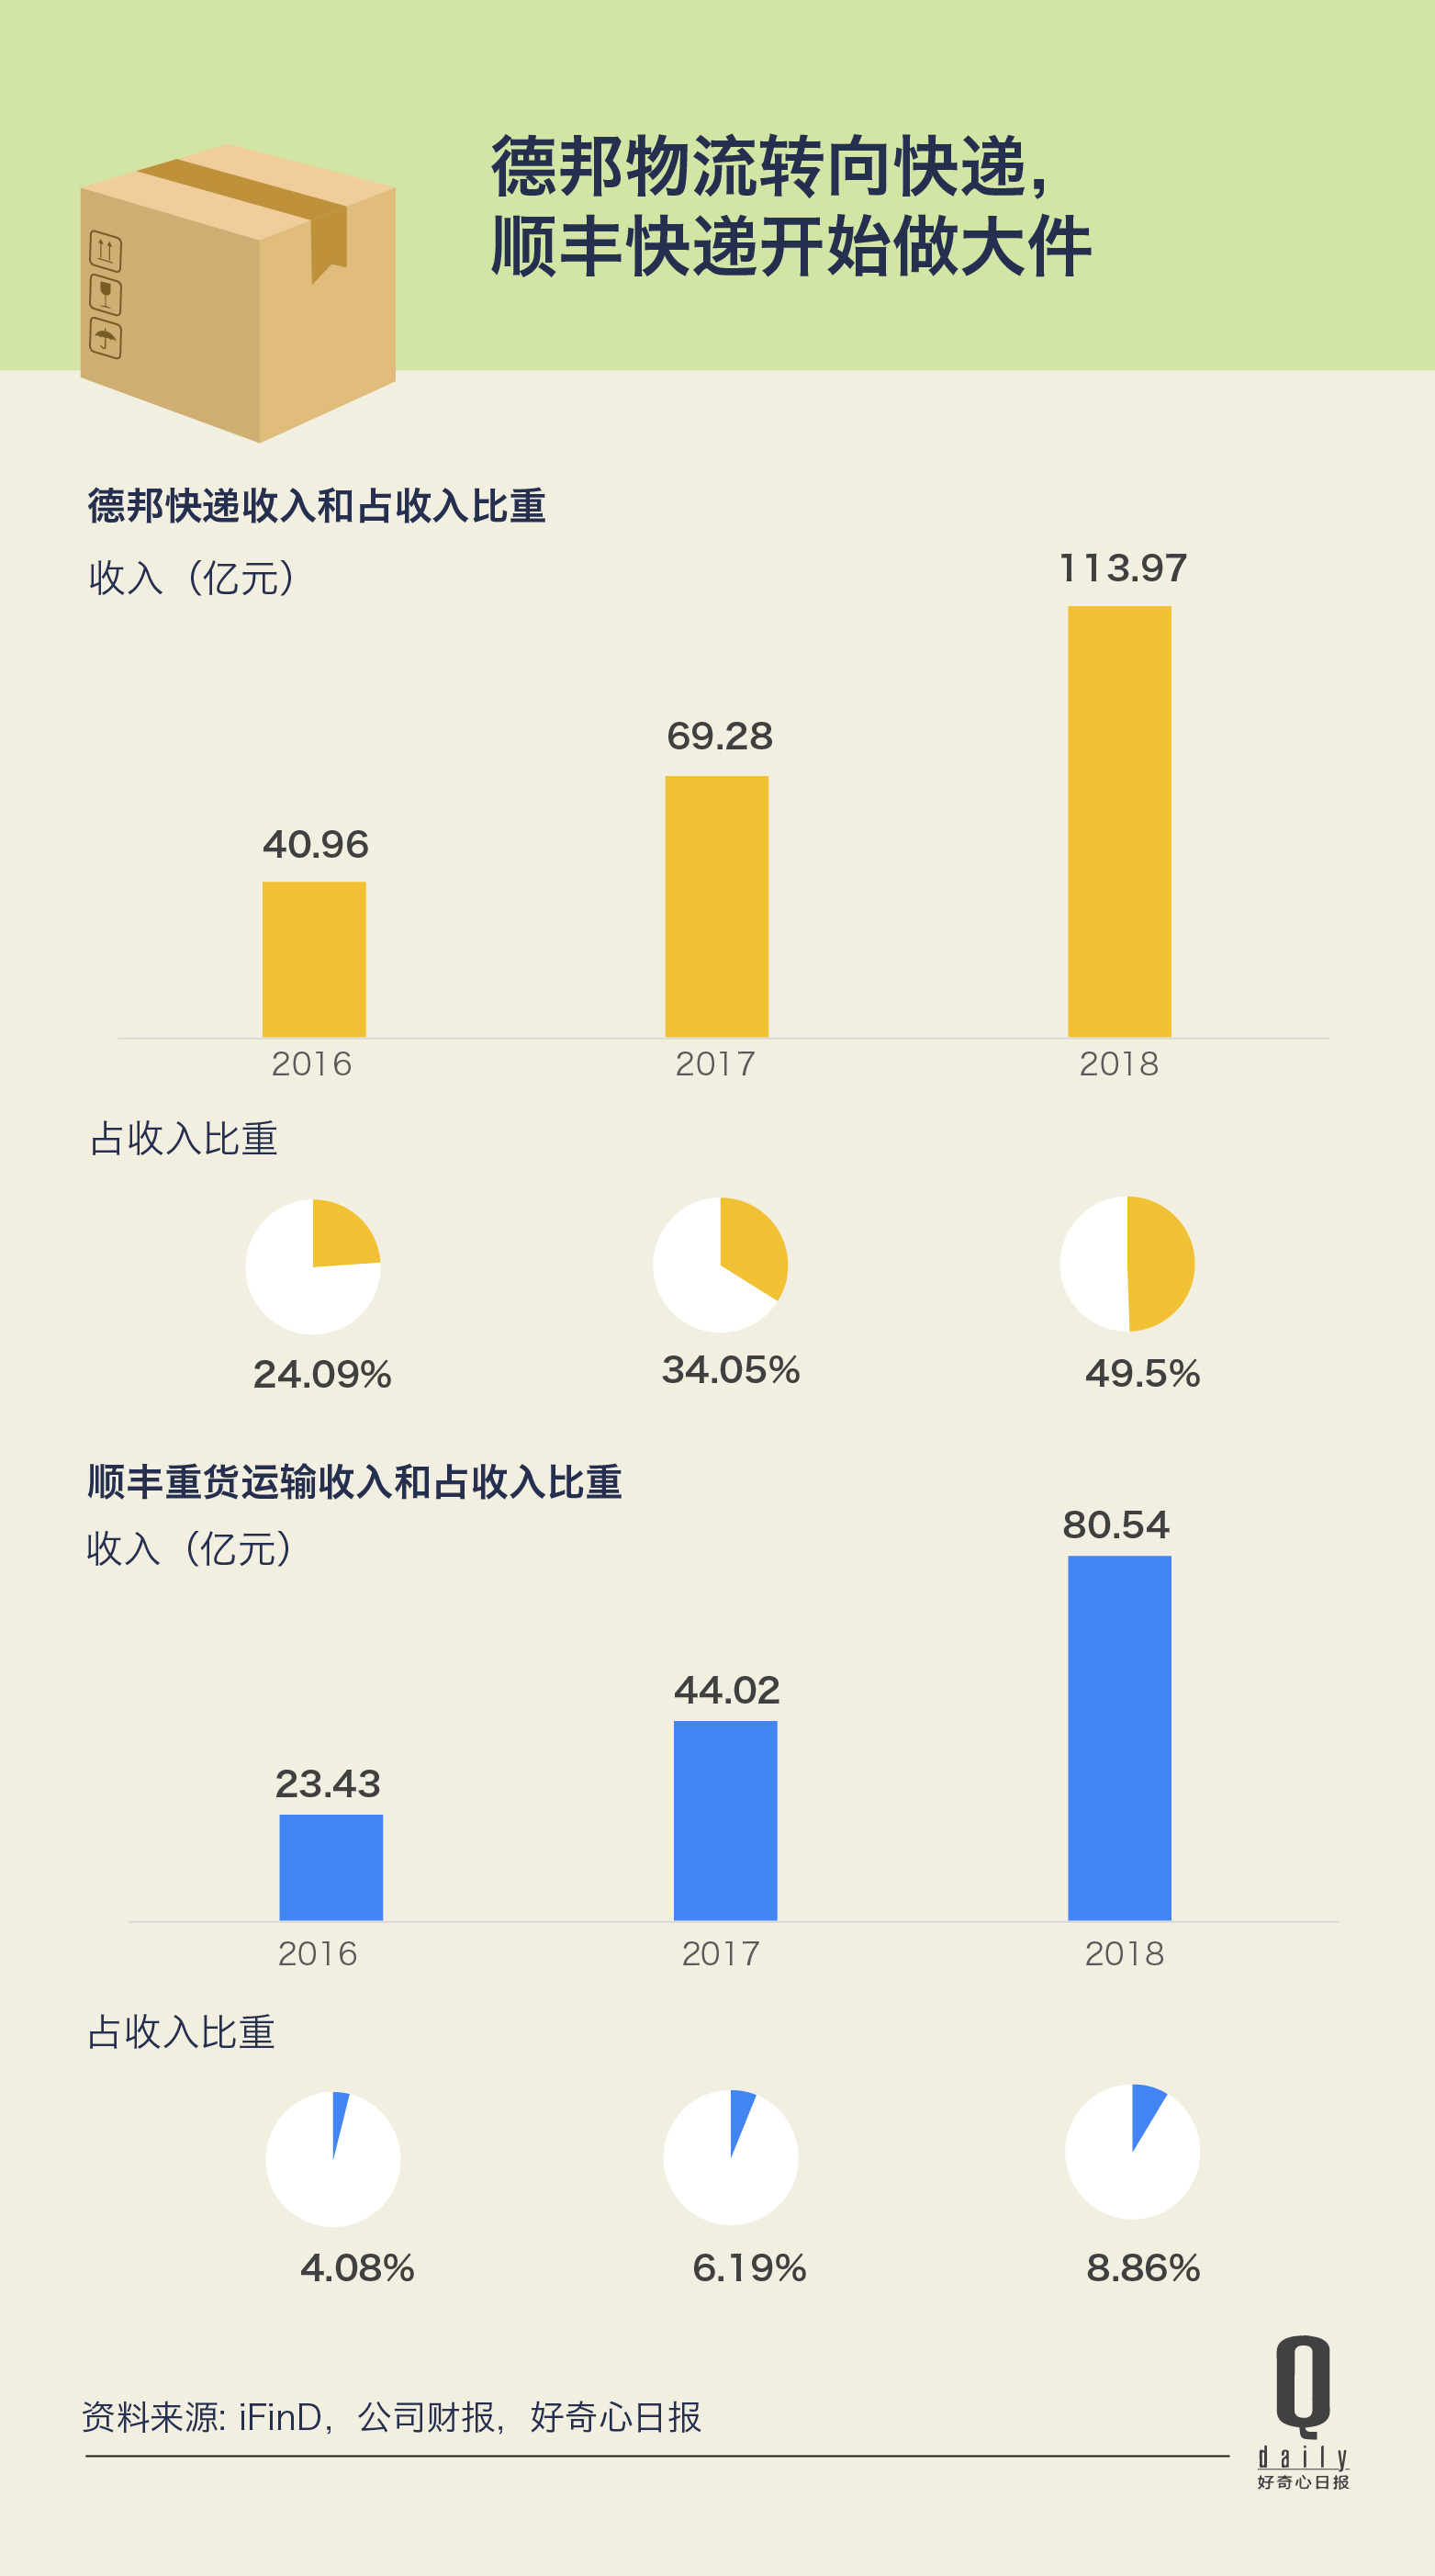 德邦物流转向快递，
顺丰快递开始做大件
德邦快递收入和占收入比重
收入（亿元）
113.97
69.28
40.96
2016 2017 2018
占收入比重
24.09% 34.05% 49.5%
顺丰重货运输收入和占收入比重
收入（亿元）
80.54
44.02
23.43
2016 2017 2018
占收入比重
4.08% 6.19% 8.86%
资料来源: iFinD，公司财报，好奇心日报
Q
daily
好奇心日报